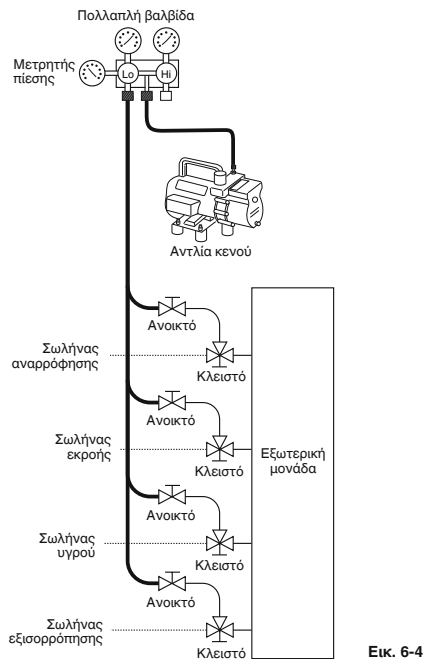 Πολλαπλή βαλβίδα
Μετρητής
πίεσης
Lo
Hi
Αντλία κενού
Ανοικτό
Σωλήνας
αναρρόφησης
Κλειστό
Ανοικτό
Σωλήνας
εκροής
Κλειστό
Εξωτερική
μονάδα
Ανοικτό
Σωλήνας
υγρού
Κλειστό
Ανοικτό
Σωλήνας
εξισορρόπησης
Κλειστό
Εικ. 6-4